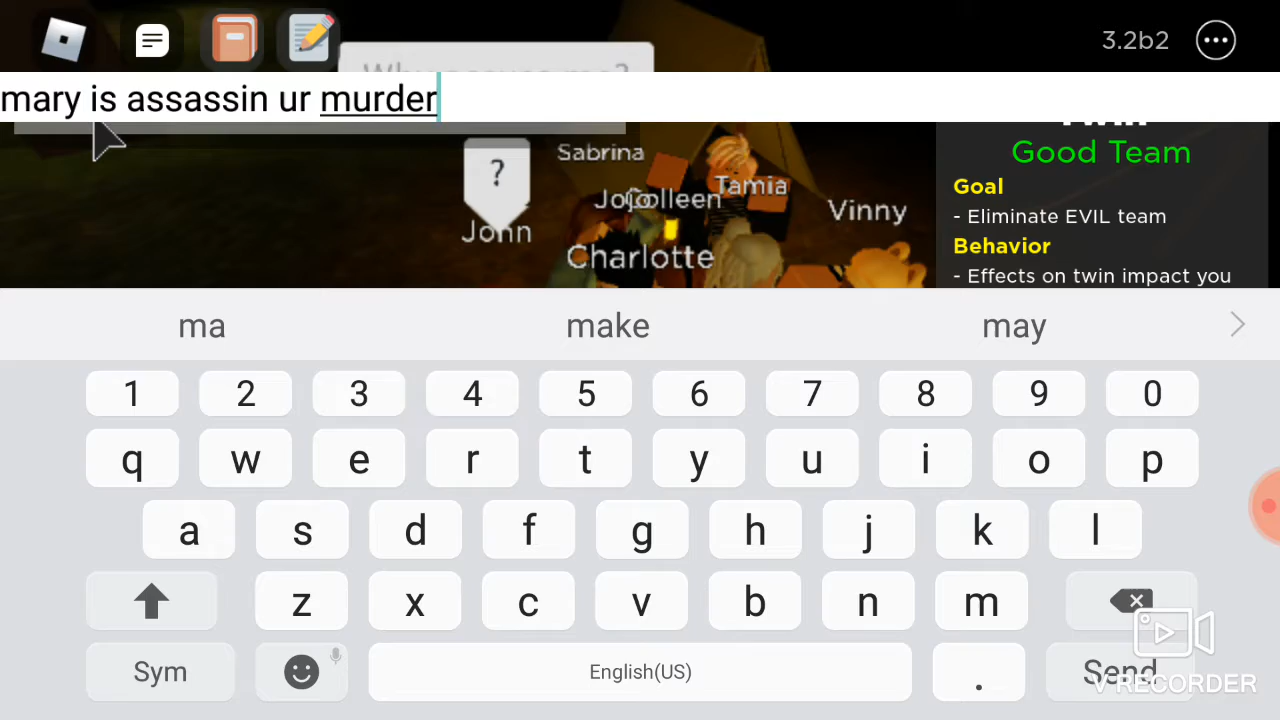 3.2b2
mary is assassin ur murder
Good Team
Goal
- Eliminate EVIL team
Behavior
- Effects on twin impact you
?
Sabrina
Colleen
Tamia
Vinny
John
Charlotte
ma make may
1 2 3 4 5 6 7 8 9 0
q w e r t y u i o p
a s d f g h j k l
z x c v b n m
Sym English(US) . Send
V RECORDER